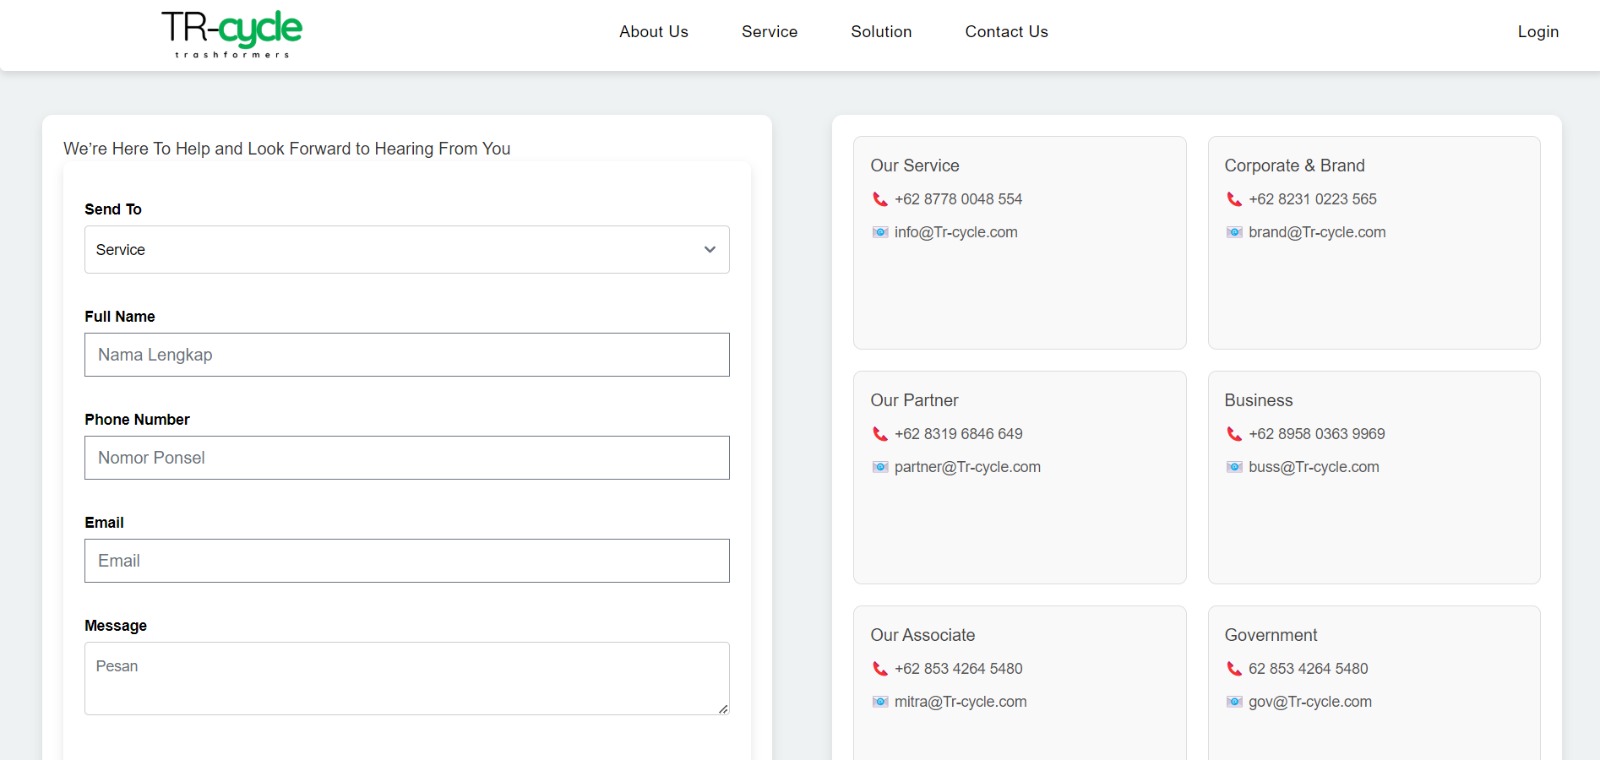 TR-cycle
trashformers
About Us
Service
Solution
Contact Us
Login
We're Here To Help and Look Forward to Hearing From You
Send To
Service
Full Name
Nama Lengkap
Phone Number
Nomor Ponsel
Email
Email
Message
Pesan
Our Service
+62 8778 0048 554
info@Tr-cycle.com
Corporate & Brand
+62 8231 0223 565
brand@Tr-cycle.com
Our Partner
+62 8319 6846 649
partner@Tr-cycle.com
Business
+62 8958 0363 9969
buss@Tr-cycle.com
Our Associate
+62 853 4264 5480
mitra@Tr-cycle.com
Government
62 853 4264 5480
gov@Tr-cycle.com